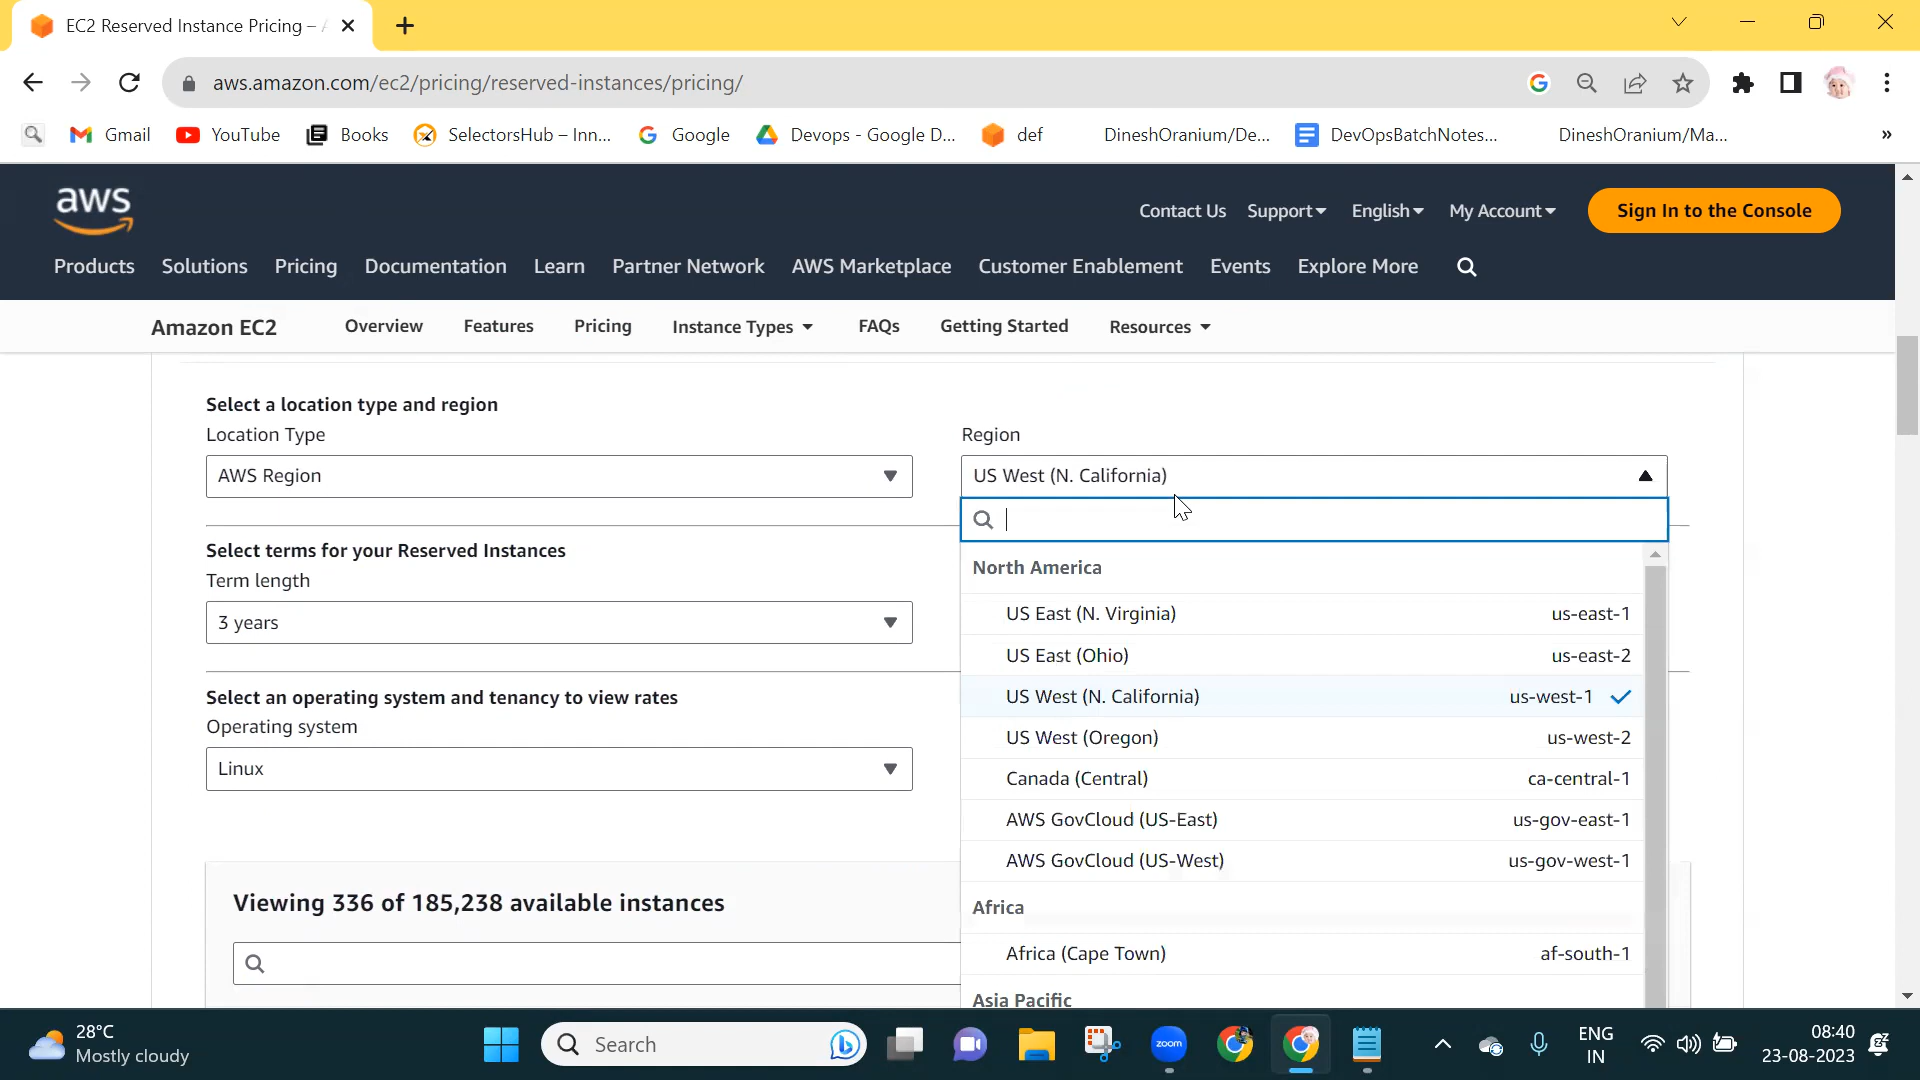 EC2 Reserved Instance Pricing –
aws.amazon.com/ec2/pricing/reserved-instances/pricing/
Gmail YouTube Books SelectorsHub – Inn... Google Devops - Google D... def DineshOranium/De... DevOpsBatchNotes... DineshOranium/Ma... »
aws
Contact Us Support English My Account Sign In to the Console
Products Solutions Pricing Documentation Learn Partner Network AWS Marketplace Customer Enablement Events Explore More
Amazon EC2 Overview Features Pricing Instance Types FAQs Getting Started Resources
Select a location type and region
Location Type
AWS Region
Region
US West (N. California)
Select terms for your Reserved Instances
Term length
3 years
Select an operating system and tenancy to view rates
Operating system
Linux
North America
US East (N. Virginia) us-east-1
US East (Ohio) us-east-2
US West (N. California) us-west-1
US West (Oregon) us-west-2
Canada (Central) ca-central-1
AWS GovCloud (US-East) us-gov-east-1
AWS GovCloud (US-West) us-gov-west-1
Africa
Africa (Cape Town) af-south-1
Asia Pacific
Viewing 336 of 185,238 available instances
28°C
Mostly cloudy
Search
zoom
ENG
IN
08:40
23-08-2023